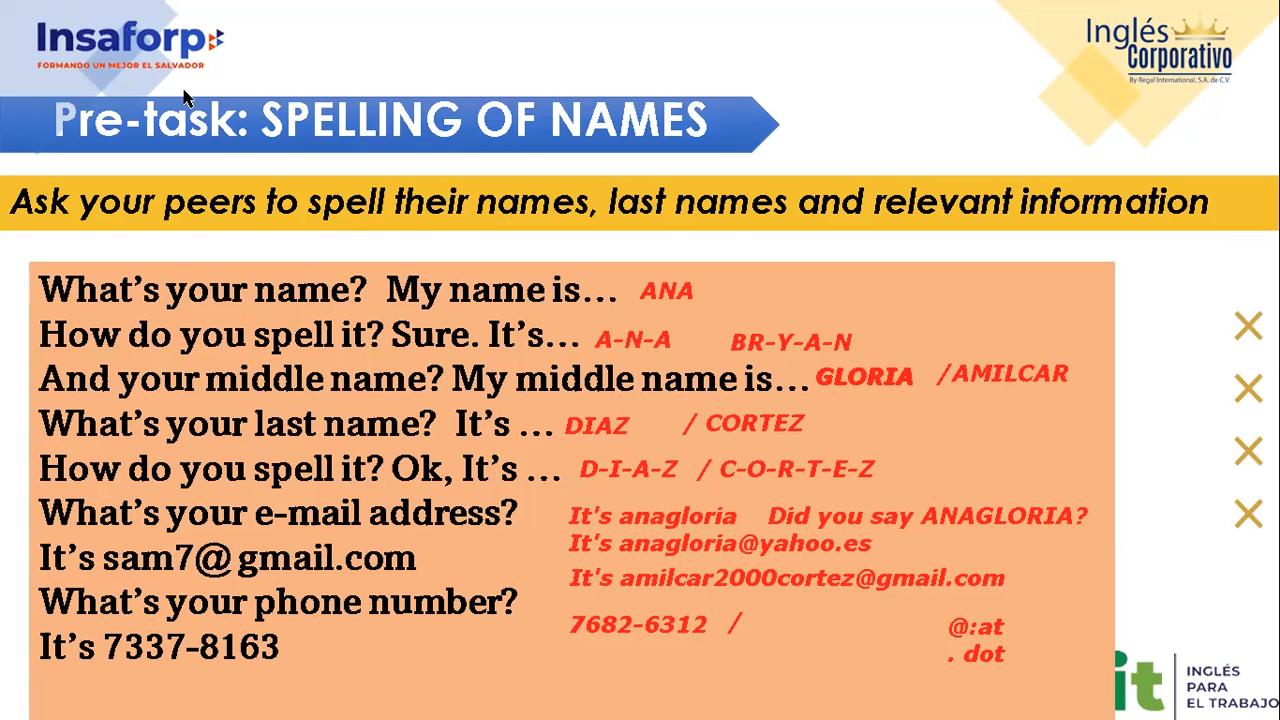 Insaforp
FORMANDO UN MEJOR EL SALVADOR
Inglés
Corporativo
By Regal International, S.A. de C.V.
Pre-task: SPELLING OF NAMES
Ask your peers to spell their names, last names and relevant information
What's your name? My name is... ANA
How do you spell it? Sure. It's... A-N-A BR-Y-A-N
And your middle name? My middle name is... GLORIA /AMILCAR
What's your last name? It's ... DIAZ / CORTEZ
How do you spell it? Ok, It's ... D-I-A-Z / C-O-R-T-E-Z
What's your e-mail address? It's anagloria Did you say ANAGLORIA?
It's anagloria@yahoo.es
It's sam7@gmail.com It's amilcar2000cortez@gmail.com
What's your phone number? 7682-6312 / @:at
It's 7337-8163 . dot
it
INGLÉS
PARA
EL TRABAJO